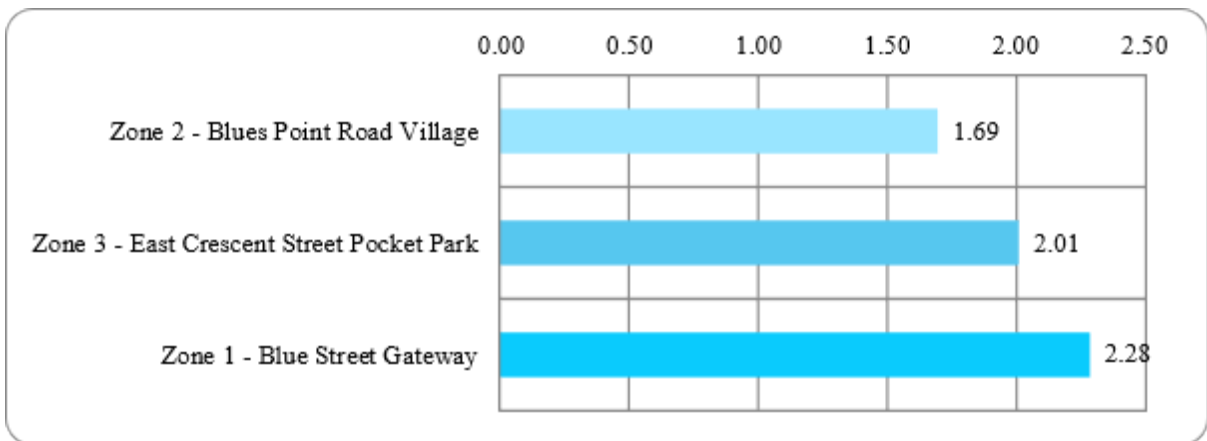 0.00 0.50 1.00 1.50 2.00 2.50
Zone 2 - Blues Point Road Village 1.69
Zone 3 - East Crescent Street Pocket Park 2.01
Zone 1 - Blue Street Gateway 2.28